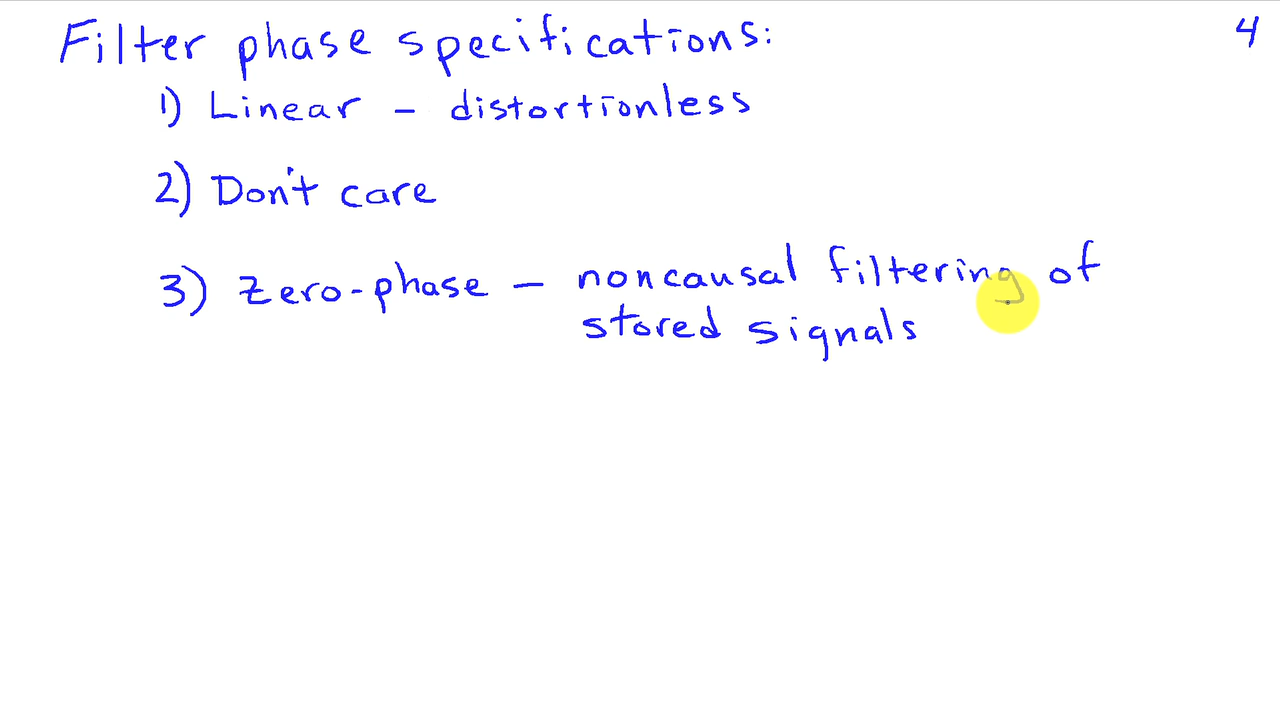 Filter phase specifications: 4
1) Linear - distortionless
2) Don't care
3) Zero-phase - noncausal filtering of
stored signals